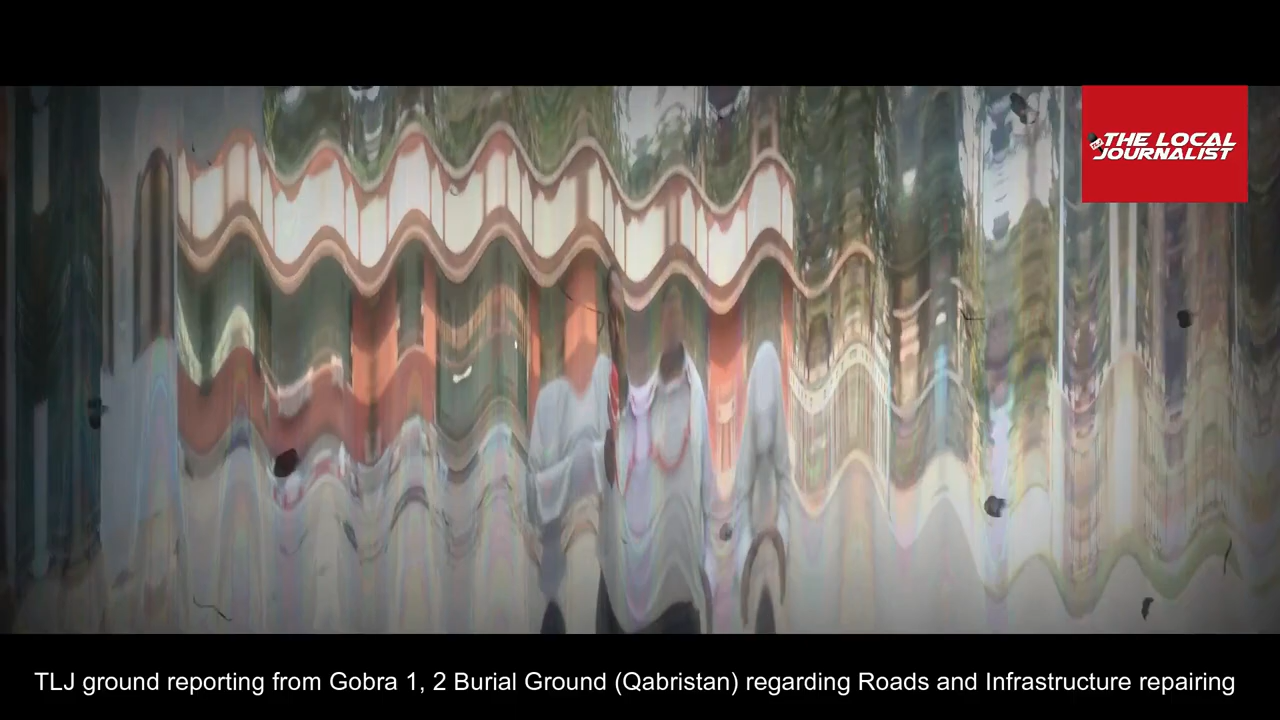 THE LOCAL
JOURNALIST
TLJ ground reporting from Gobra 1, 2 Burial Ground (Qabristan) regarding Roads and Infrastructure repairing